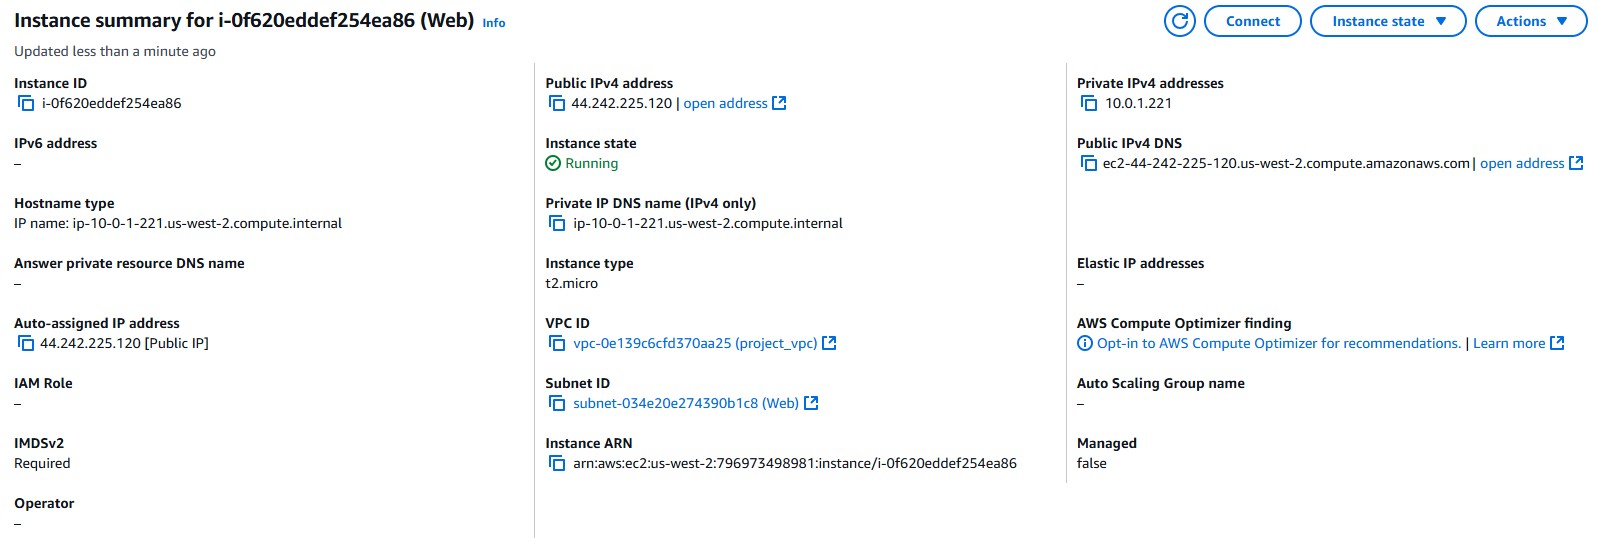 Instance summary for i-0f620eddef254ea86 (Web) Info
Connect
Instance state
Actions
Updated less than a minute ago
Instance ID
i-0f620eddef254ea86
Public IPv4 address
44.242.225.120 | open address
Private IPv4 addresses
10.0.1.221
IPv6 address
–
Instance state
Running
Public IPv4 DNS
ec2-44-242-225-120.us-west-2.compute.amazonaws.com | open address
Hostname type
IP name: ip-10-0-1-221.us-west-2.compute.internal
Private IP DNS name (IPv4 only)
ip-10-0-1-221.us-west-2.compute.internal
Answer private resource DNS name
–
Instance type
t2.micro
Elastic IP addresses
–
Auto-assigned IP address
44.242.225.120 [Public IP]
VPC ID
vpc-0e139c6cfd370aa25 (project_vpc)
AWS Compute Optimizer finding
Opt-in to AWS Compute Optimizer for recommendations. | Learn more
IAM Role
–
Subnet ID
subnet-034e20e274390b1c8 (Web)
Auto Scaling Group name
–
IMDSv2
Required
Instance ARN
arn:aws:ec2:us-west-2:796973498981:instance/i-0f620eddef254ea86
Managed
false
Operator
–